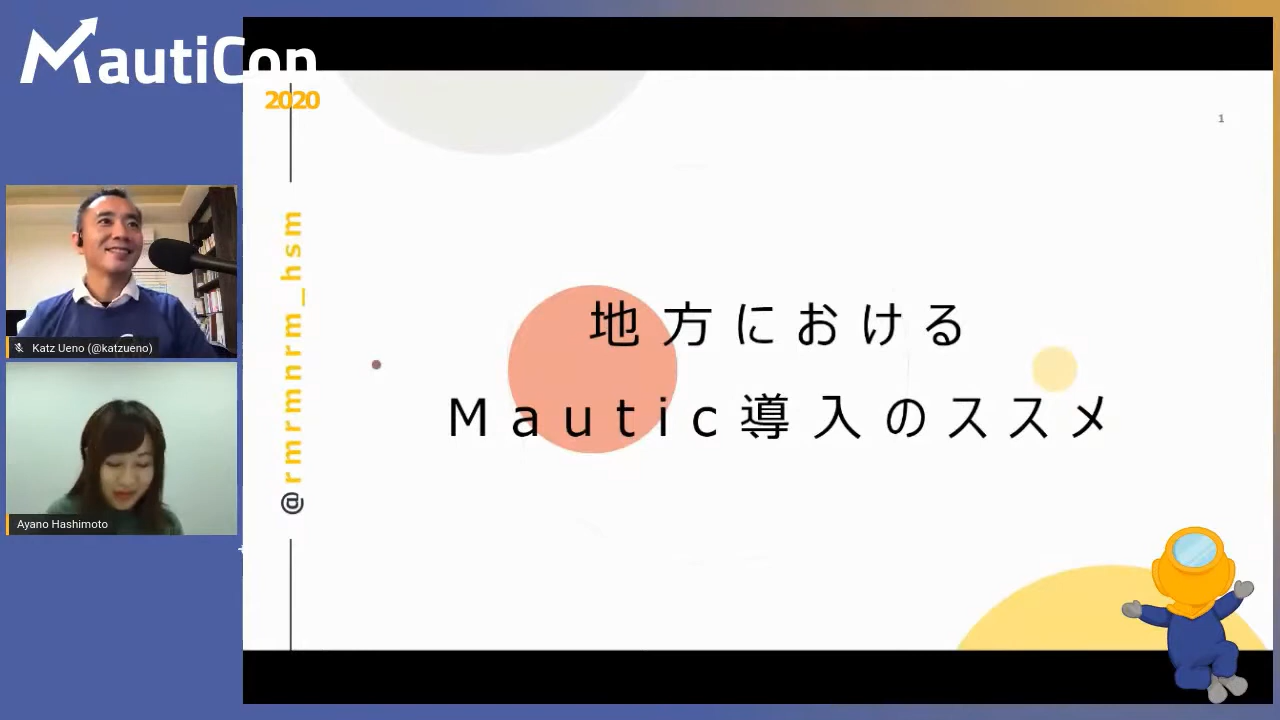 MautiCon
2020
1
@rmrmnrm_hsm
地方における
Mautic導入のススメ
Katz Ueno (@katzueno)
Ayano Hashimoto